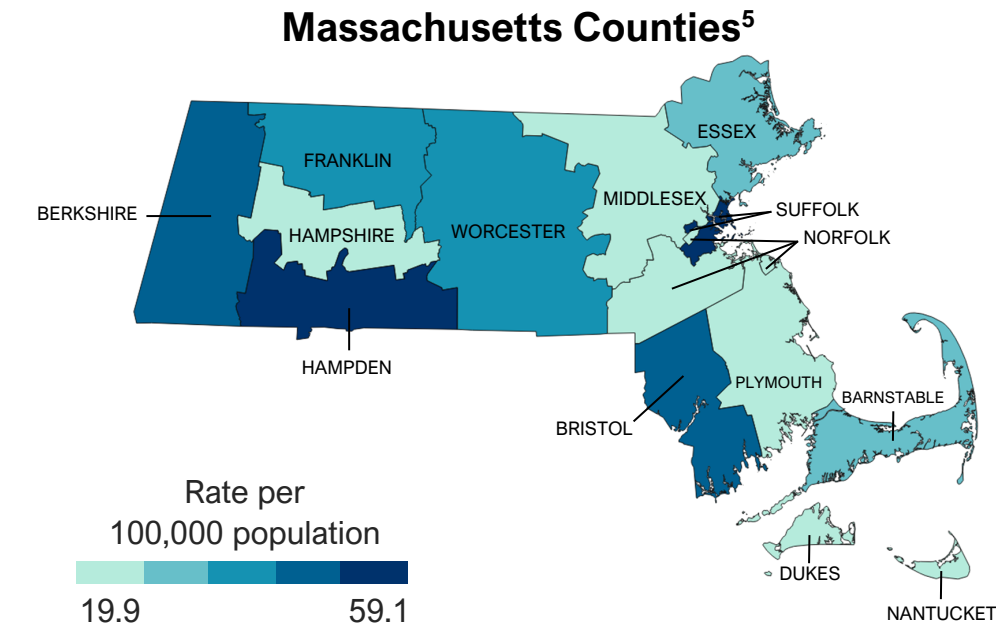 Massachusetts Counties⁵
ESSEX
FRANKLIN
MIDDLESEX
BERKSHIRE
SUFFOLK
HAMPSHIRE
WORCESTER
NORFOLK
HAMPDEN
PLYMOUTH
BARNSTABLE
BRISTOL
Rate per
100,000 population
DUKES
19.9 59.1
NANTUCKET